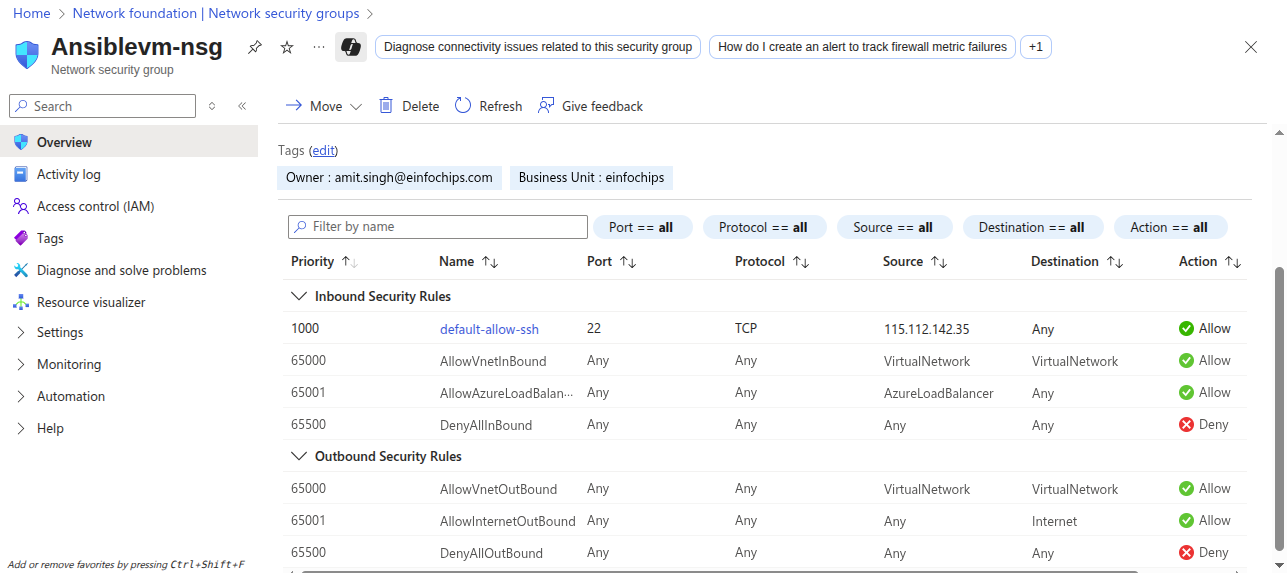 Home > Network foundation | Network security groups >
Ansiblevm-nsg
Network security group
Diagnose connectivity issues related to this security group
How do I create an alert to track firewall metric failures
+1
Search
Move
Delete
Refresh
Give feedback
Overview
Activity log
Access control (IAM)
Tags
Diagnose and solve problems
Resource visualizer
Settings
Monitoring
Automation
Help
Add or remove favorites by pressing Ctrl+Shift+F
Tags (edit)
Owner : amit.singh@einfochips.com Business Unit : einfochips
Filter by name Port == all Protocol == all Source == all Destination == all Action == all
Priority Name Port Protocol Source Destination Action
Inbound Security Rules
1000 default-allow-ssh 22 TCP 115.112.142.35 Any Allow
65000 AllowVnetInBound Any Any VirtualNetwork VirtualNetwork Allow
65001 AllowAzureLoadBalan··· Any Any AzureLoadBalancer Any Allow
65500 DenyAllInBound Any Any Any Any Deny
Outbound Security Rules
65000 AllowVnetOutBound Any Any VirtualNetwork VirtualNetwork Allow
65001 AllowInternetOutBound Any Any Any Internet Allow
65500 DenyAllOutBound Any Any Any Any Deny